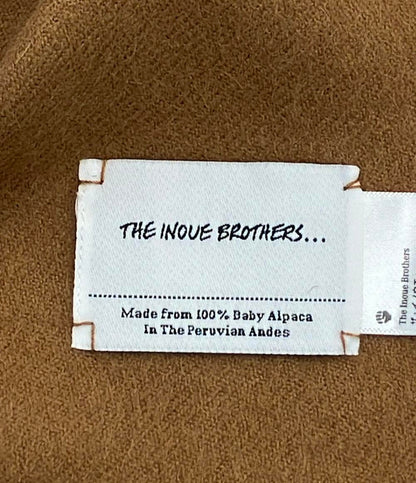 THE INOUE BROTHERS...
Made from 100% Baby Alpaca
In The Peruvian Andes
The Inoue Brothers